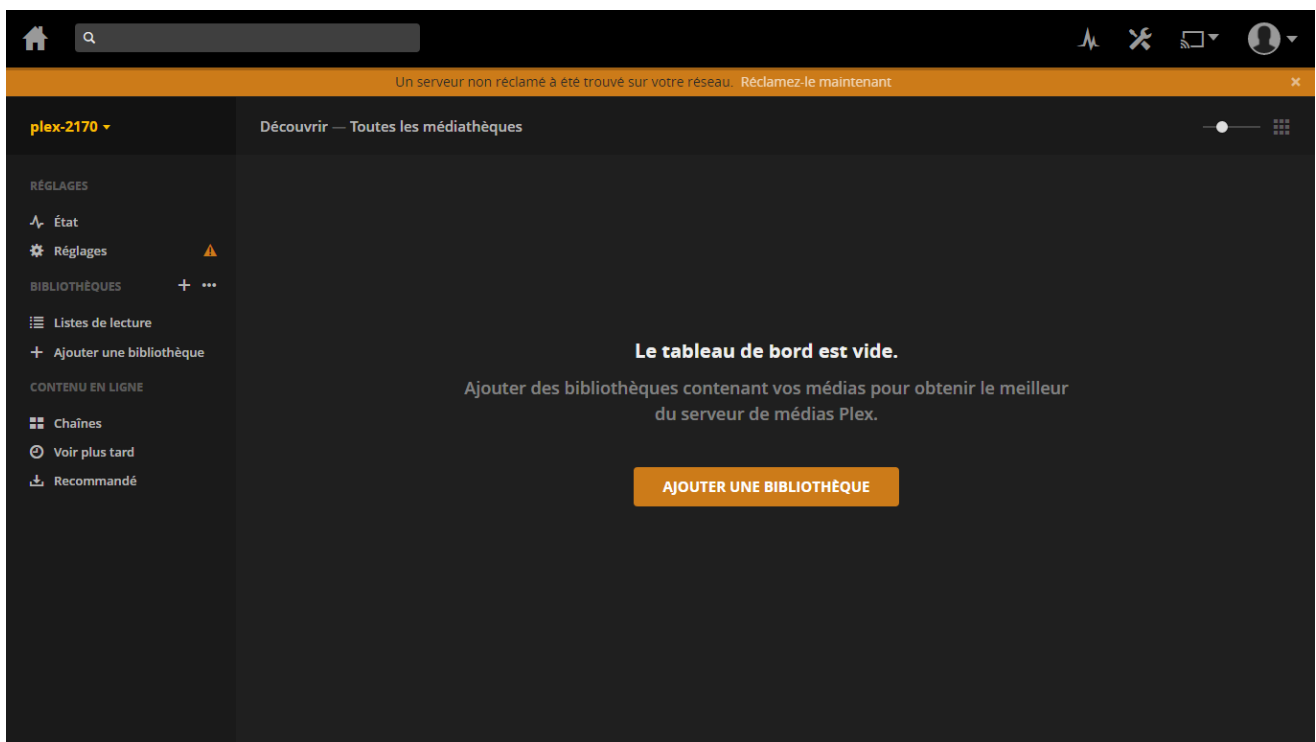 Un serveur non réclamé à été trouvé sur votre réseau. Réclamez-le maintenant ×
plex-2170
Découvrir — Toutes les médiathèques
RÉGLAGES
État
Réglages
BIBLIOTHÈQUES
Listes de lecture
Ajouter une bibliothèque
CONTENU EN LIGNE
Chaînes
Voir plus tard
Recommandé
Le tableau de bord est vide.
Ajouter des bibliothèques contenant vos médias pour obtenir le meilleur
du serveur de médias Plex.
AJOUTER UNE BIBLIOTHÈQUE